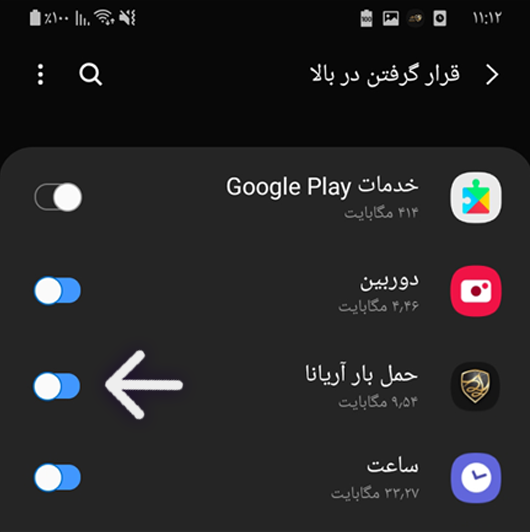 ۱۱:۱۲
٪۱۰۰
قرار گرفتن در بالا
خدمات Google Play
۴۱۴ مگابایت
دوربین
۴٫۴۶ مگابایت
حمل بار آریانا
۹٫۵۴ مگابایت
ساعت
۳۳٫۲۷ مگابایت